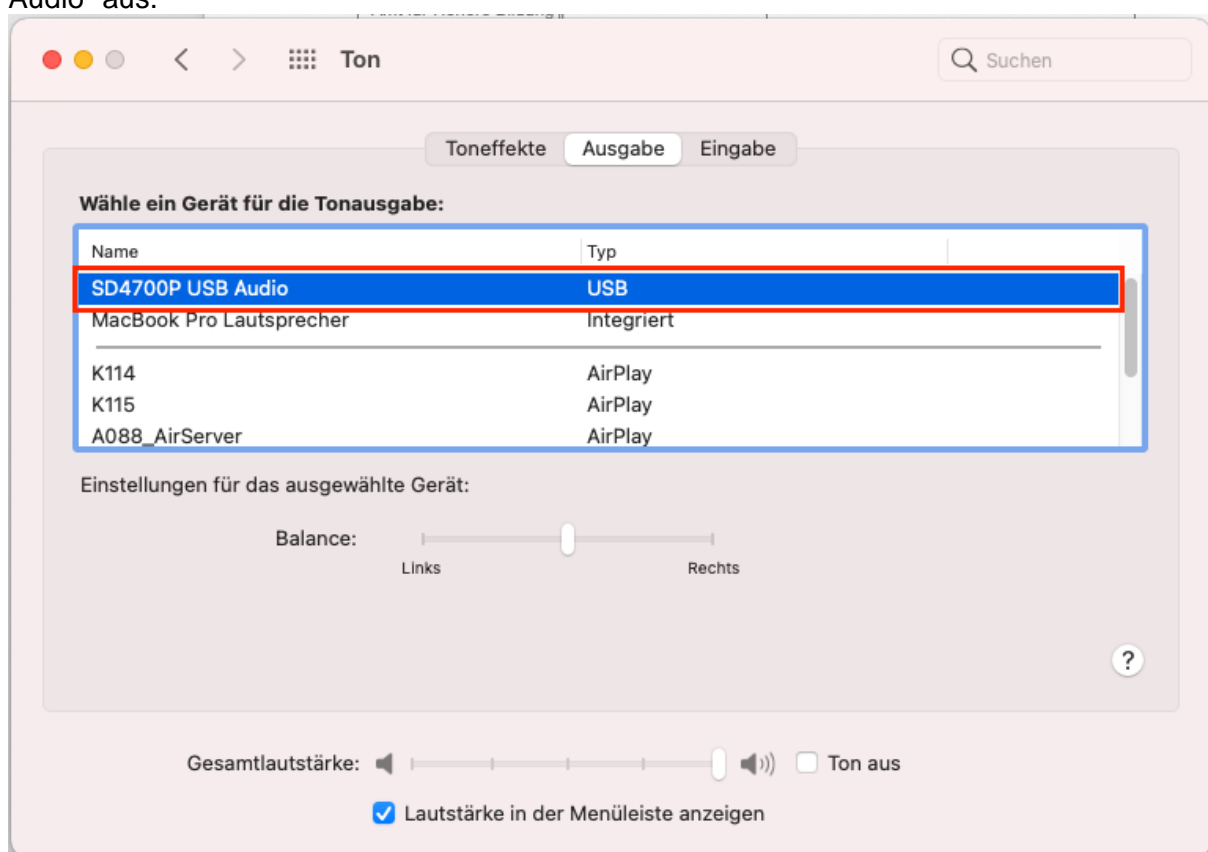 Audio" aus.
Ton
Suchen
Toneffekte Ausgabe Eingabe
Wähle ein Gerät für die Tonausgabe:
Name Typ
SD4700P USB Audio USB
MacBook Pro Lautsprecher Integriert
K114 AirPlay
K115 AirPlay
A088_AirServer AirPlay
Einstellungen für das ausgewählte Gerät:
Balance:
Links Rechts
?
Gesamtlautstärke: Ton aus
Lautstärke in der Menüleiste anzeigen